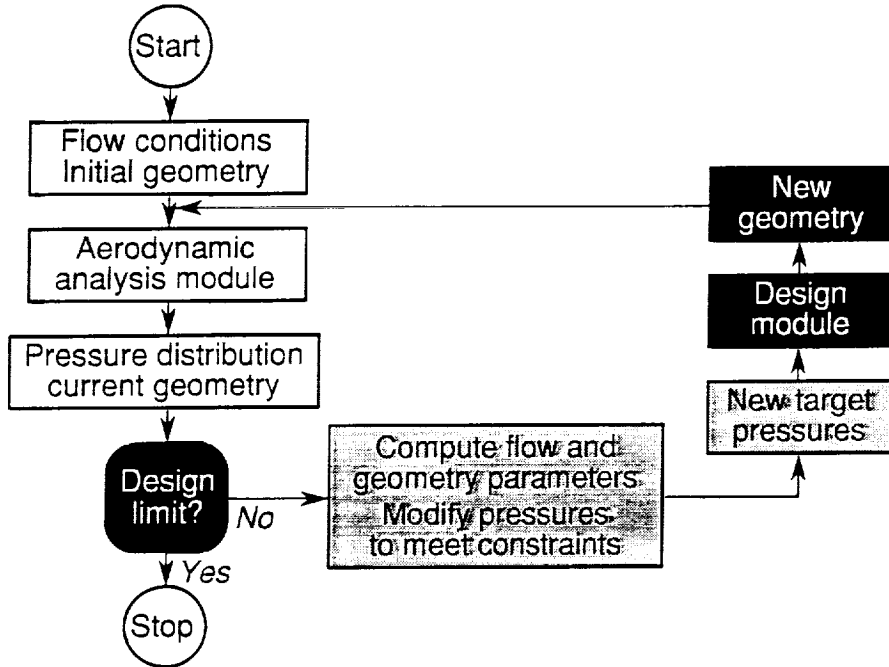 Start
Flow conditions
Initial geometry
Aerodynamic
analysis module
Pressure distribution
current geometry
Design
limit?
No
Yes
Stop
Compute flow and
geometry parameters
Modify pressures
to meet constraints
New target
pressures
Design
module
New
geometry